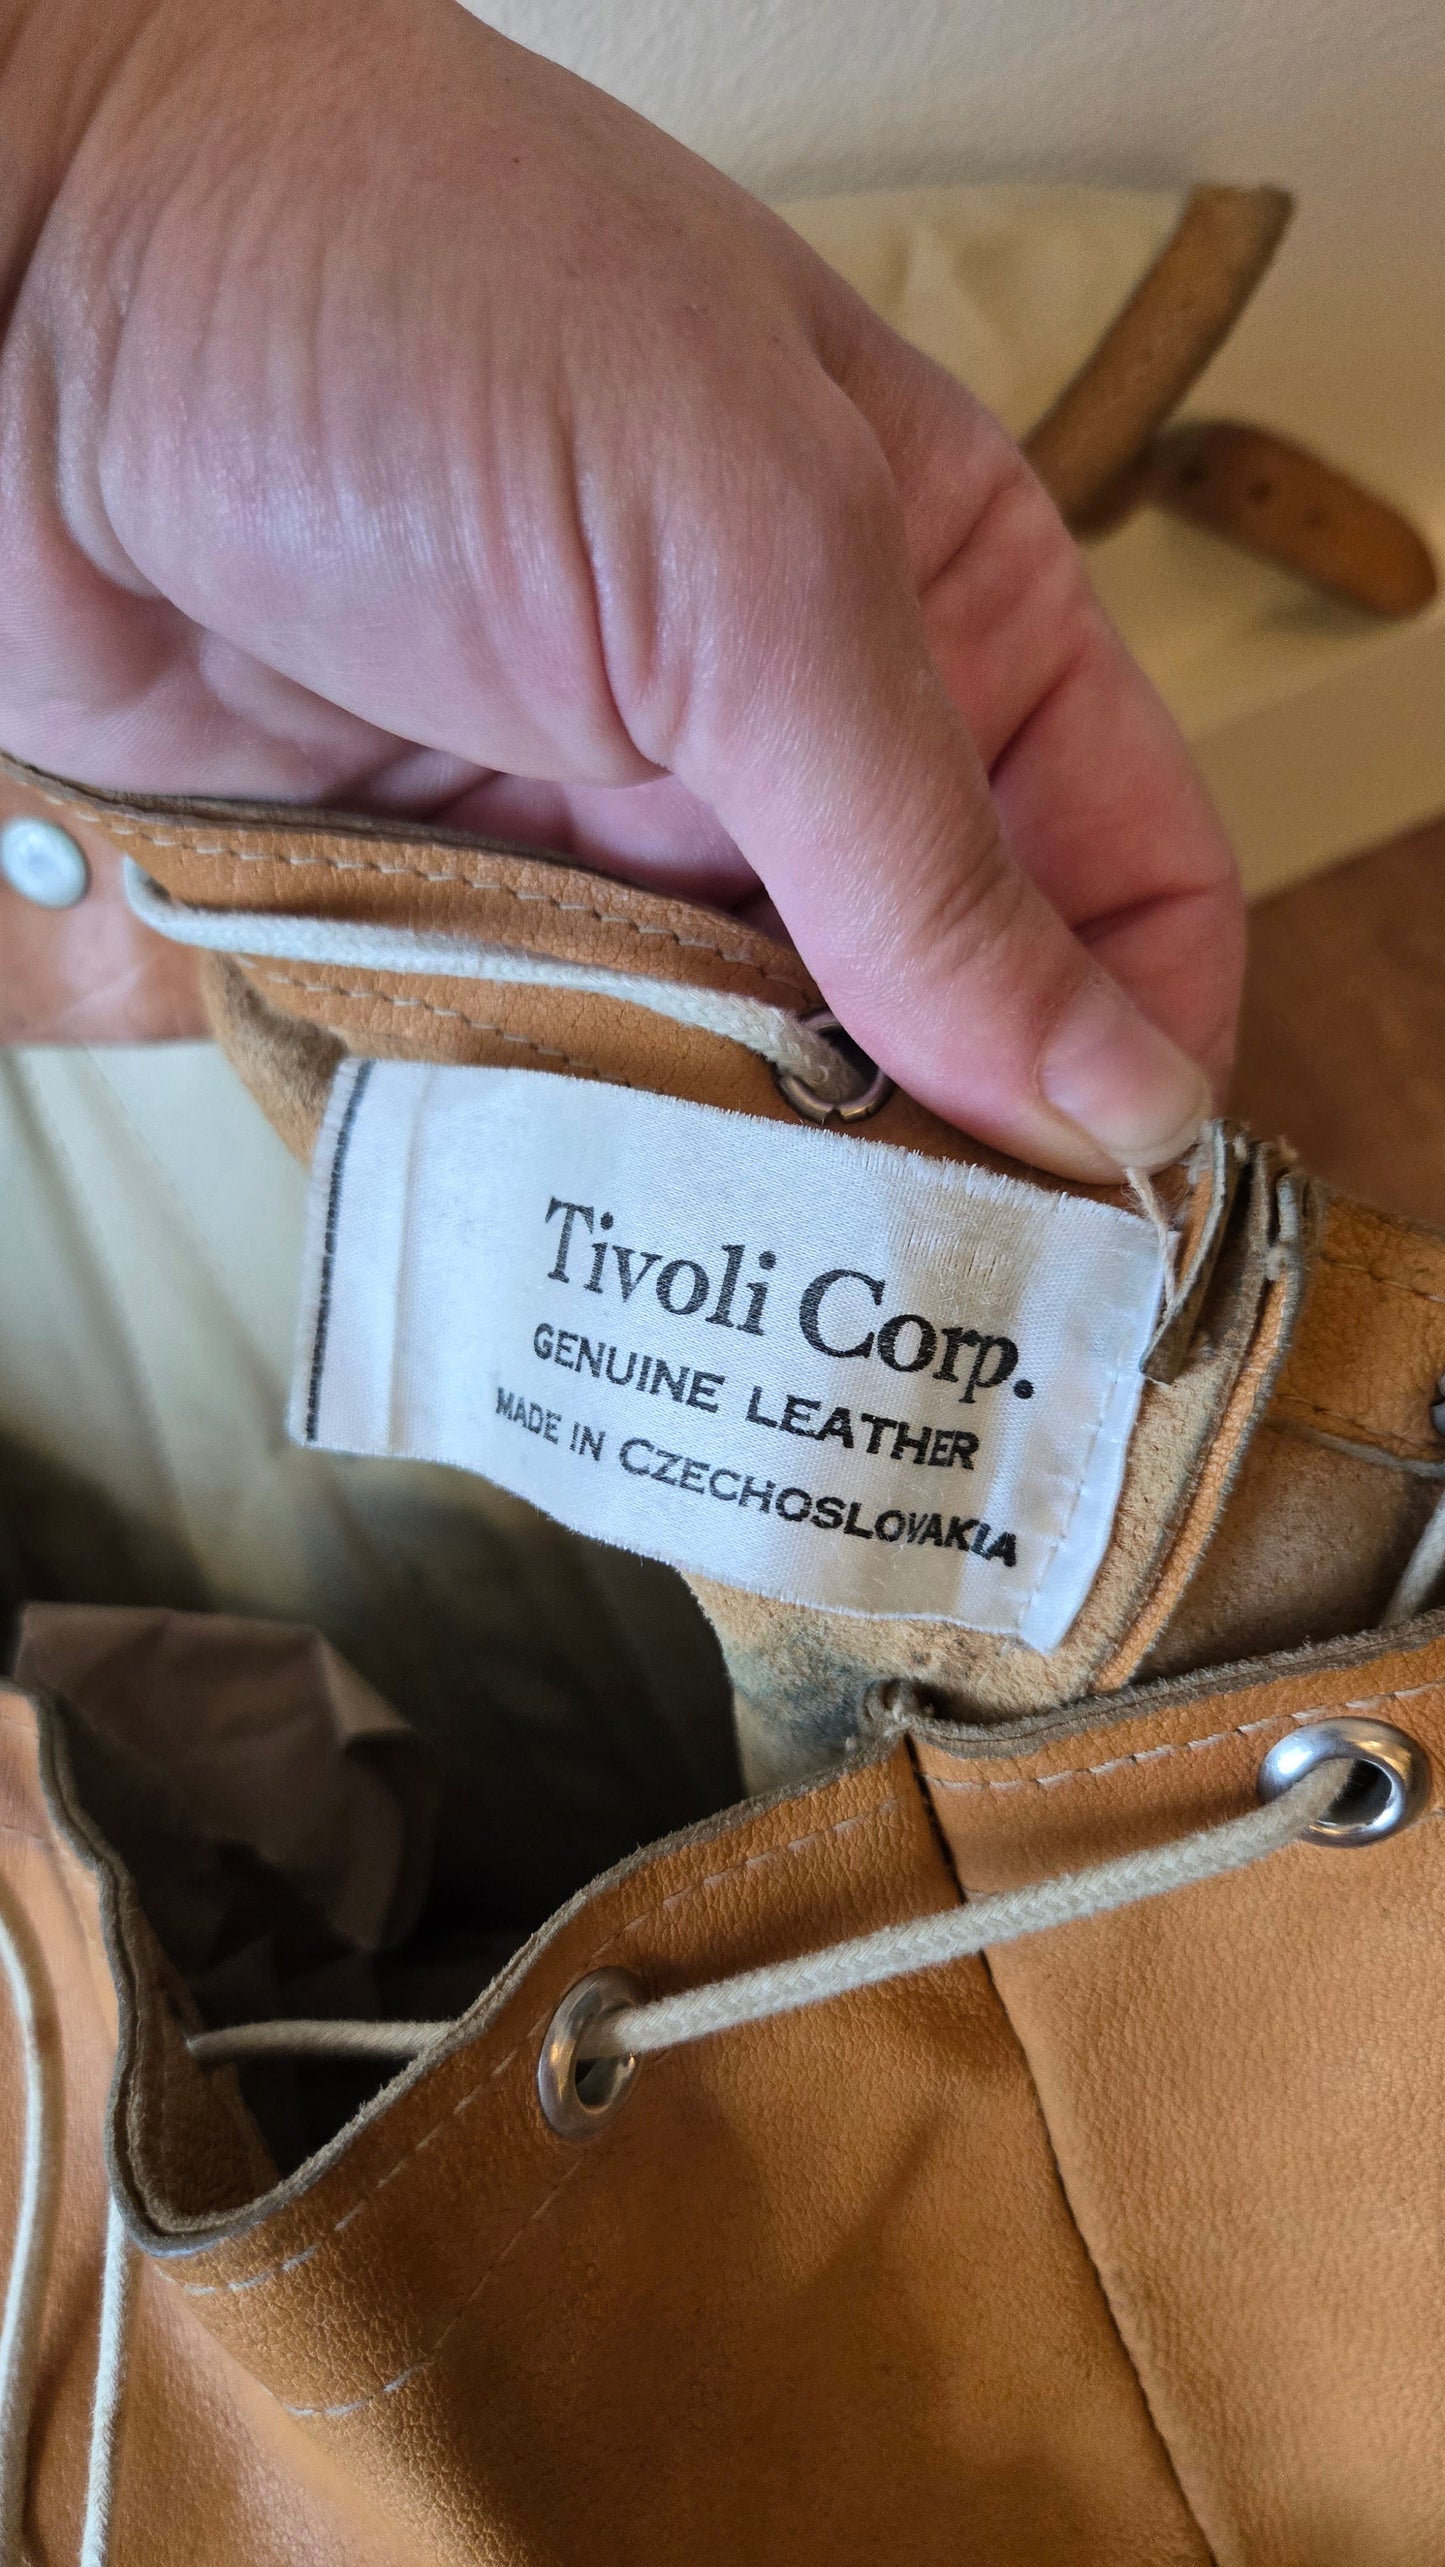 Tivoli Corp.
GENUINE LEATHER
MADE IN CZECHOSLOVAKIA